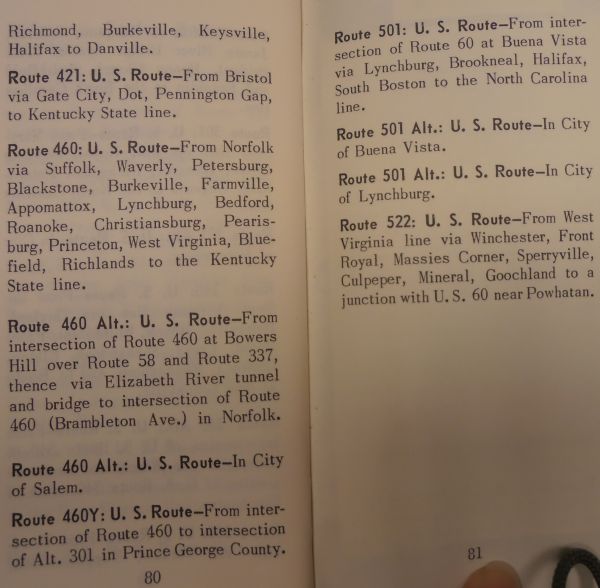 Richmond, Burkeville, Keysville,
Halifax to Danville.
Route 421: U. S. Route—From Bristol
via Gate City, Dot, Pennington Gap,
to Kentucky State line.
Route 460: U. S. Route—From Norfolk
via Suffolk, Waverly, Petersburg,
Blackstone, Burkeville, Farmville,
Appomattox, Lynchburg, Bedford,
Roanoke, Christiansburg, Pearis-
burg, Princeton, West Virginia, Blue-
field, Richlands to the Kentucky
State line.
Route 460 Alt.: U. S. Route—From
intersection of Route 460 at Bowers
Hill over Route 58 and Route 337,
thence via Elizabeth River tunnel
and bridge to intersection of Route
460 (Brambleton Ave.) in Norfolk.
Route 460 Alt.: U. S. Route—In City
of Salem.
Route 460Y: U. S. Route—From inter-
section of Route 460 to intersection
of Alt. 301 in Prince George County.
80
Route 501: U. S. Route—From inter-
section of Route 60 at Buena Vista
via Lynchburg, Brookneal, Halifax,
South Boston to the North Carolina
line.
Route 501 Alt.: U. S. Route—In City
of Buena Vista.
Route 501 Alt.: U. S. Route—In City
of Lynchburg.
Route 522: U. S. Route—From West
Virginia line via Winchester, Front
Royal, Massies Corner, Sperryville,
Culpeper, Mineral, Goochland to a
junction with U. S. 60 near Powhatan.
81